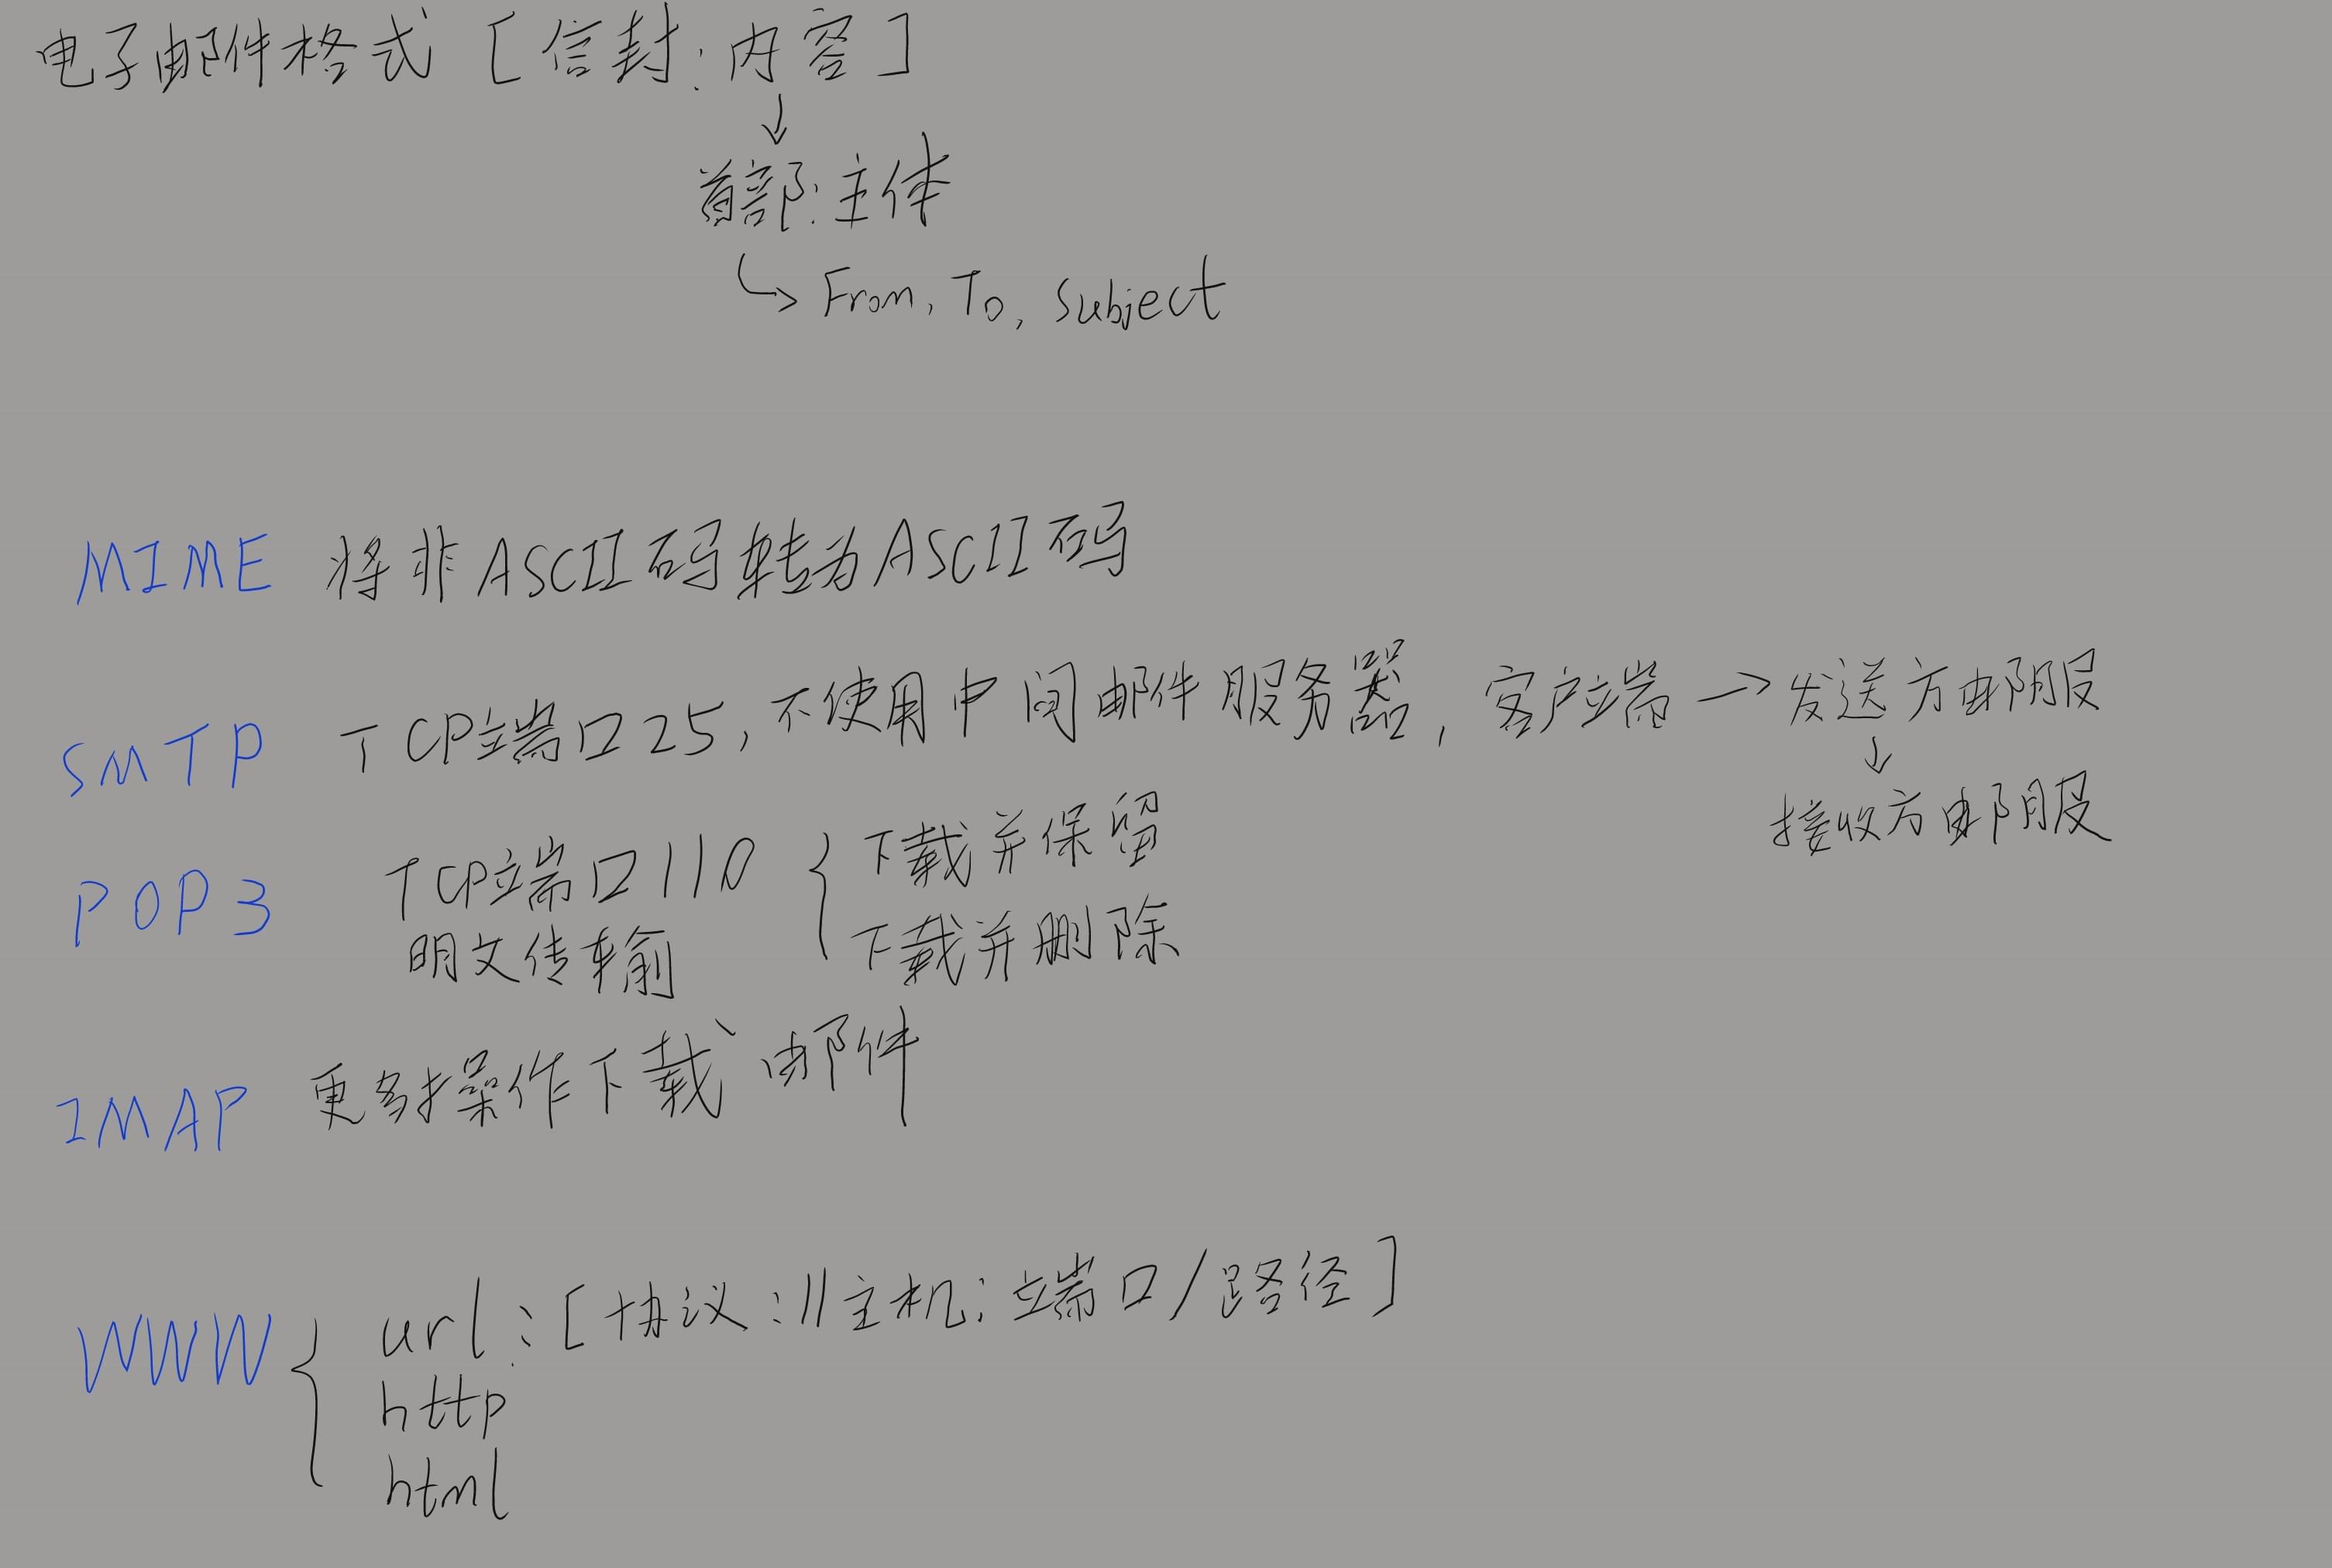 电子邮件格式 [信封:内容]
↓
首部:主体
↳ From, To, Subject
MIME 将非ASCII码转为ASCII码
SMTP TCP端口25,不使用中间邮件服务器,客户端→发送方邮服
↓
接收方邮服
POP3 TCP端口110 { 下载并保留
明文传输 下载并删除
IMAP 更多操作下载邮件
WWW { url:[协议://主机:端口/路径]
http
html